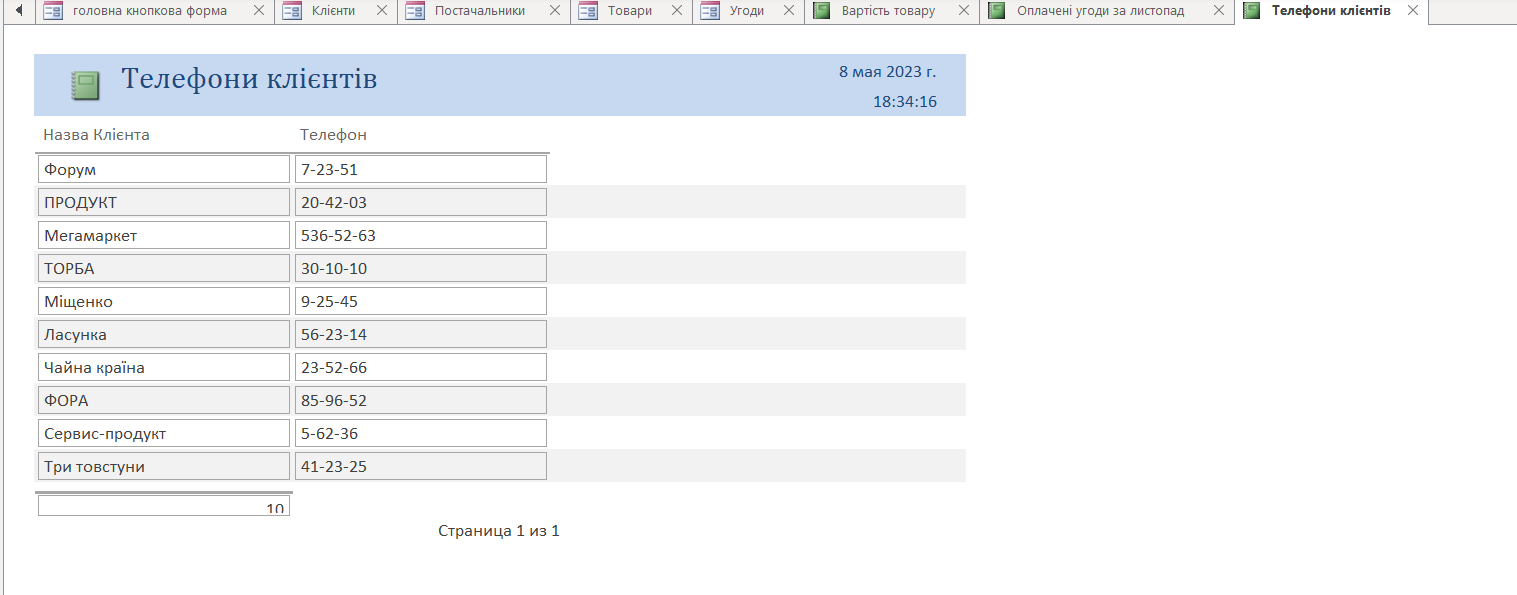 головна кнопкова форма Клієнти Постачальники Товари Угоди Вартість товару Оплачені угоди за листопад Телефони клієнтів
Телефони клієнтів
8 мая 2023 г.
18:34:16
Назва Клієнта Телефон
Форум 7-23-51
ПРОДУКТ 20-42-03
Мегамаркет 536-52-63
ТОРБА 30-10-10
Міщенко 9-25-45
Ласунка 56-23-14
Чайна країна 23-52-66
ФОРА 85-96-52
Сервис-продукт 5-62-36
Три товстуни 41-23-25
10
Страница 1 из 1